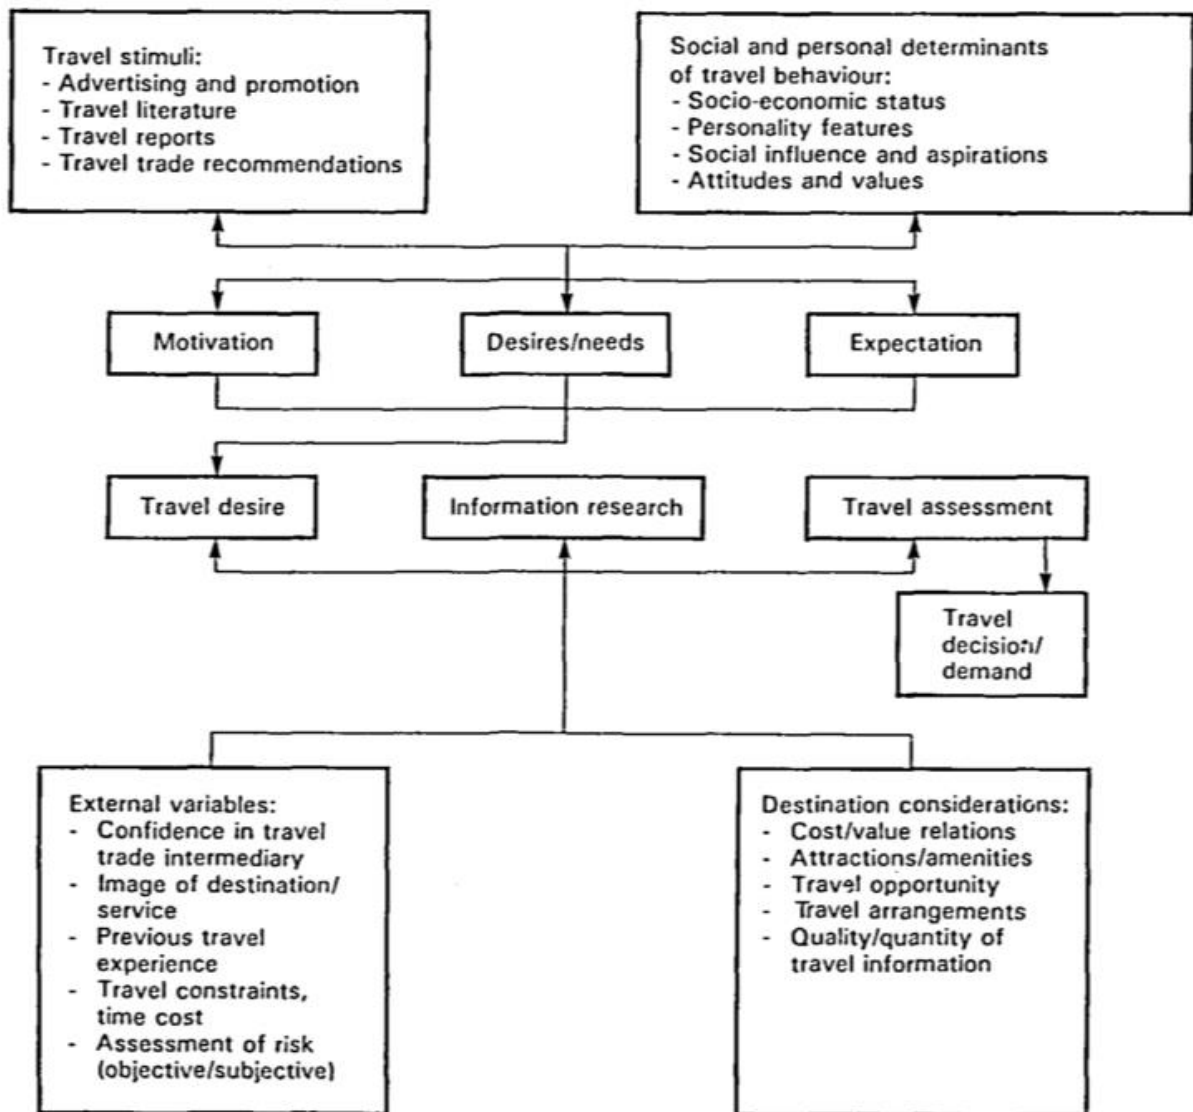 Travel stimuli:
- Advertising and promotion
- Travel literature
- Travel reports
- Travel trade recommendations
Social and personal determinants
of travel behaviour:
- Socio-economic status
- Personality features
- Social influence and aspirations
- Attitudes and values
Motivation
Desires/needs
Expectation
Travel desire
Information research
Travel assessment
Travel
decision/
demand
External variables:
- Confidence in travel
trade intermediary
- Image of destination/
service
- Previous travel
experience
- Travel constraints,
time cost
- Assessment of risk
(objective/subjective)
Destination considerations:
- Cost/value relations
- Attractions/amenities
- Travel opportunity
- Travel arrangements
- Quality/quantity of
travel information